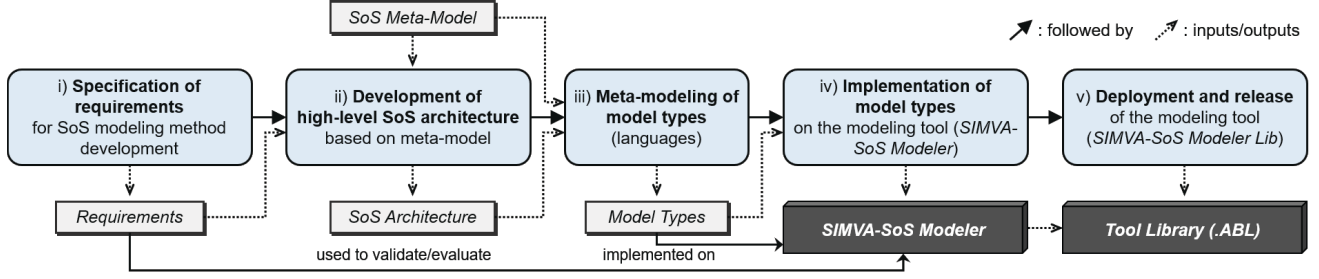 SoS Meta-Model
: followed by
: inputs/outputs
i) Specification of
requirements
for SoS modeling method
development
ii) Development of
high-level SoS architecture
based on meta-model
iii) Meta-modeling of
model types
(languages)
iv) Implementation of
model types
on the modeling tool (SIMVA-
SoS Modeler)
v) Deployment and release
of the modeling tool
(SIMVA-SoS Modeler Lib)
Requirements
SoS Architecture
Model Types
SIMVA-SoS Modeler
Tool Library (.ABL)
used to validate/evaluate
implemented on